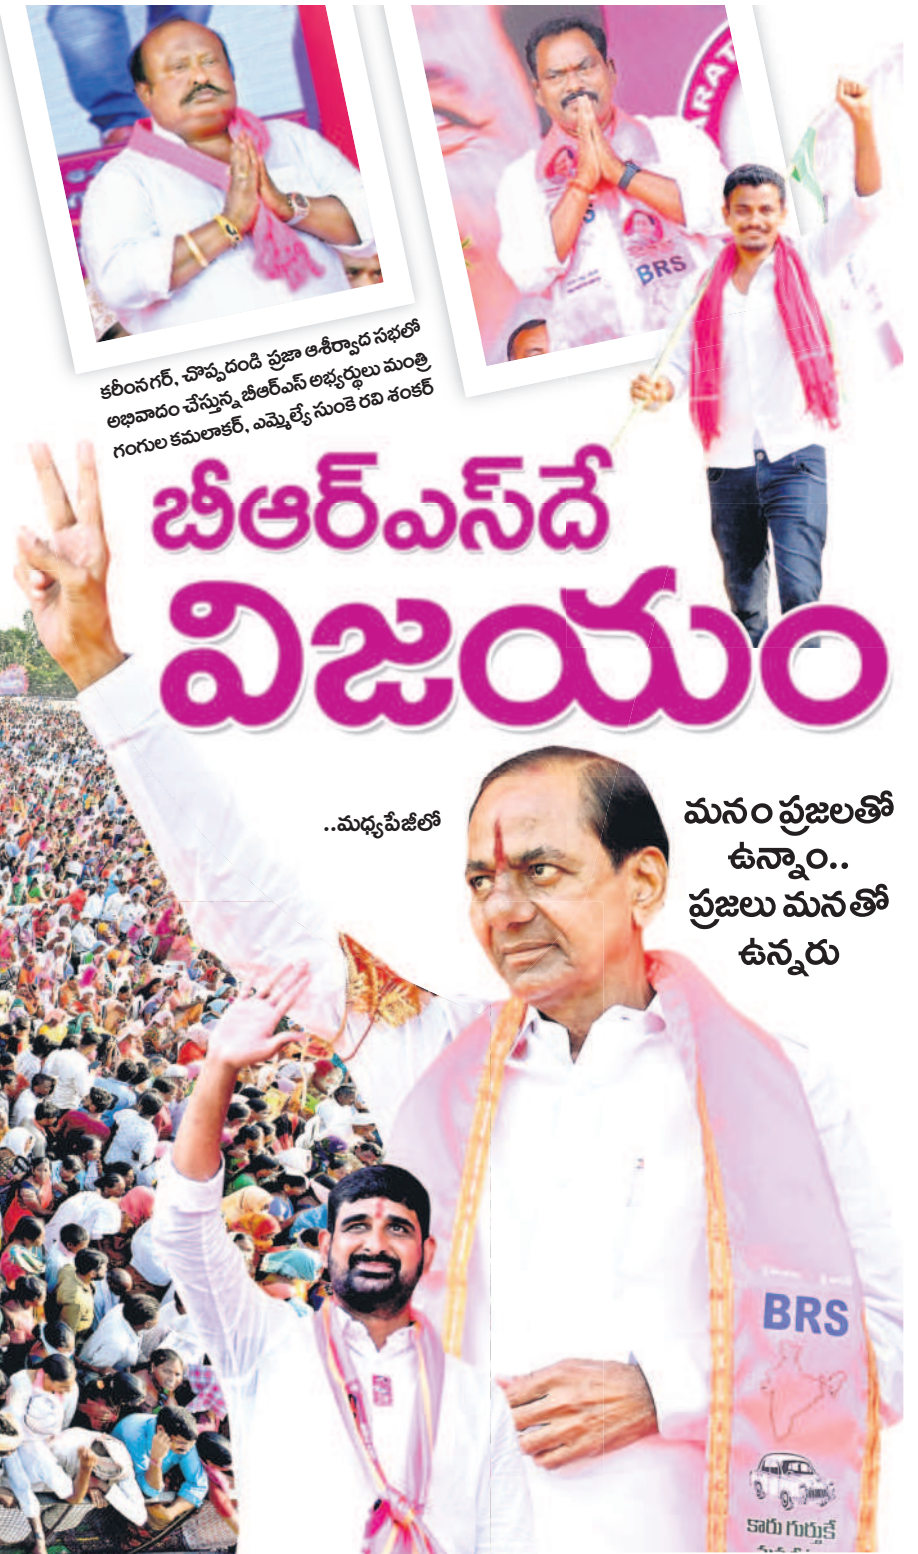 RAT
BRS
కరీంనగర్, చొప్పదండి ప్రజా ఆశీర్వాద సభలో
అభివాదం చేస్తున్న బీఆర్ఎస్ అభ్యర్థులు మంత్రి
గంగుల కమలాకర్, ఎమ్మెల్యే సుంకె రవి శంకర్
బీఆర్ఎస్‌దే
విజయం
..మధ్యపేజీలో
మనం ప్రజలతో
ఉన్నాం..
ప్రజలు మనతో
ఉన్నరు
BRS
కారు గుర్తుకే